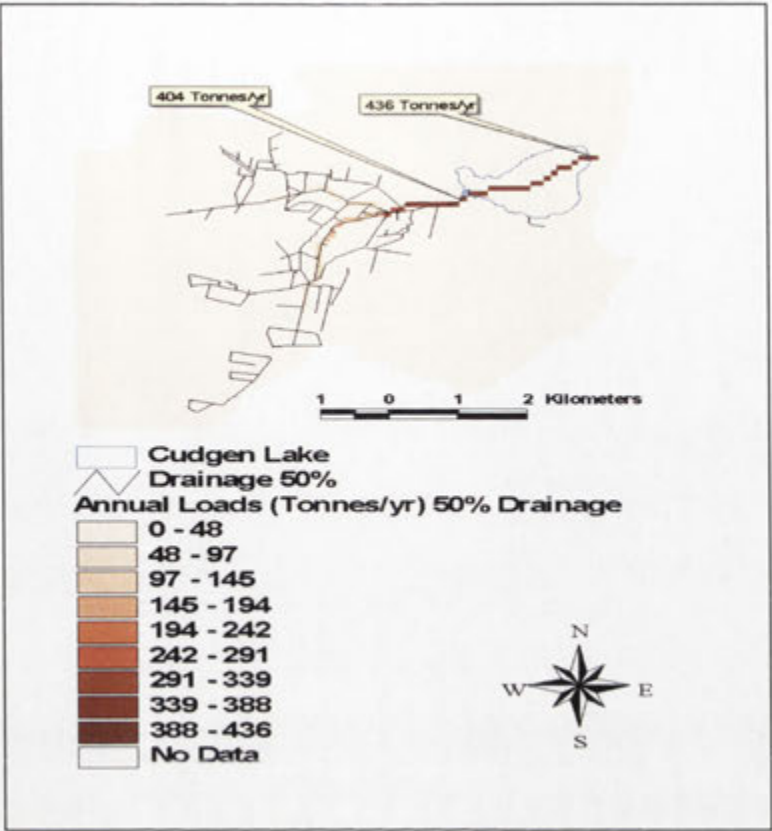 404 Tonnes/yr
436 Tonnes/yr
1 0 1 2 Kilometers
Cudgen Lake
Drainage 50%
Annual Loads (Tonnes/yr) 50% Drainage
0 - 48
48 - 97
97 - 145
145 - 194
194 - 242
242 - 291
291 - 339
339 - 388
388 - 436
No Data
N
W E
S